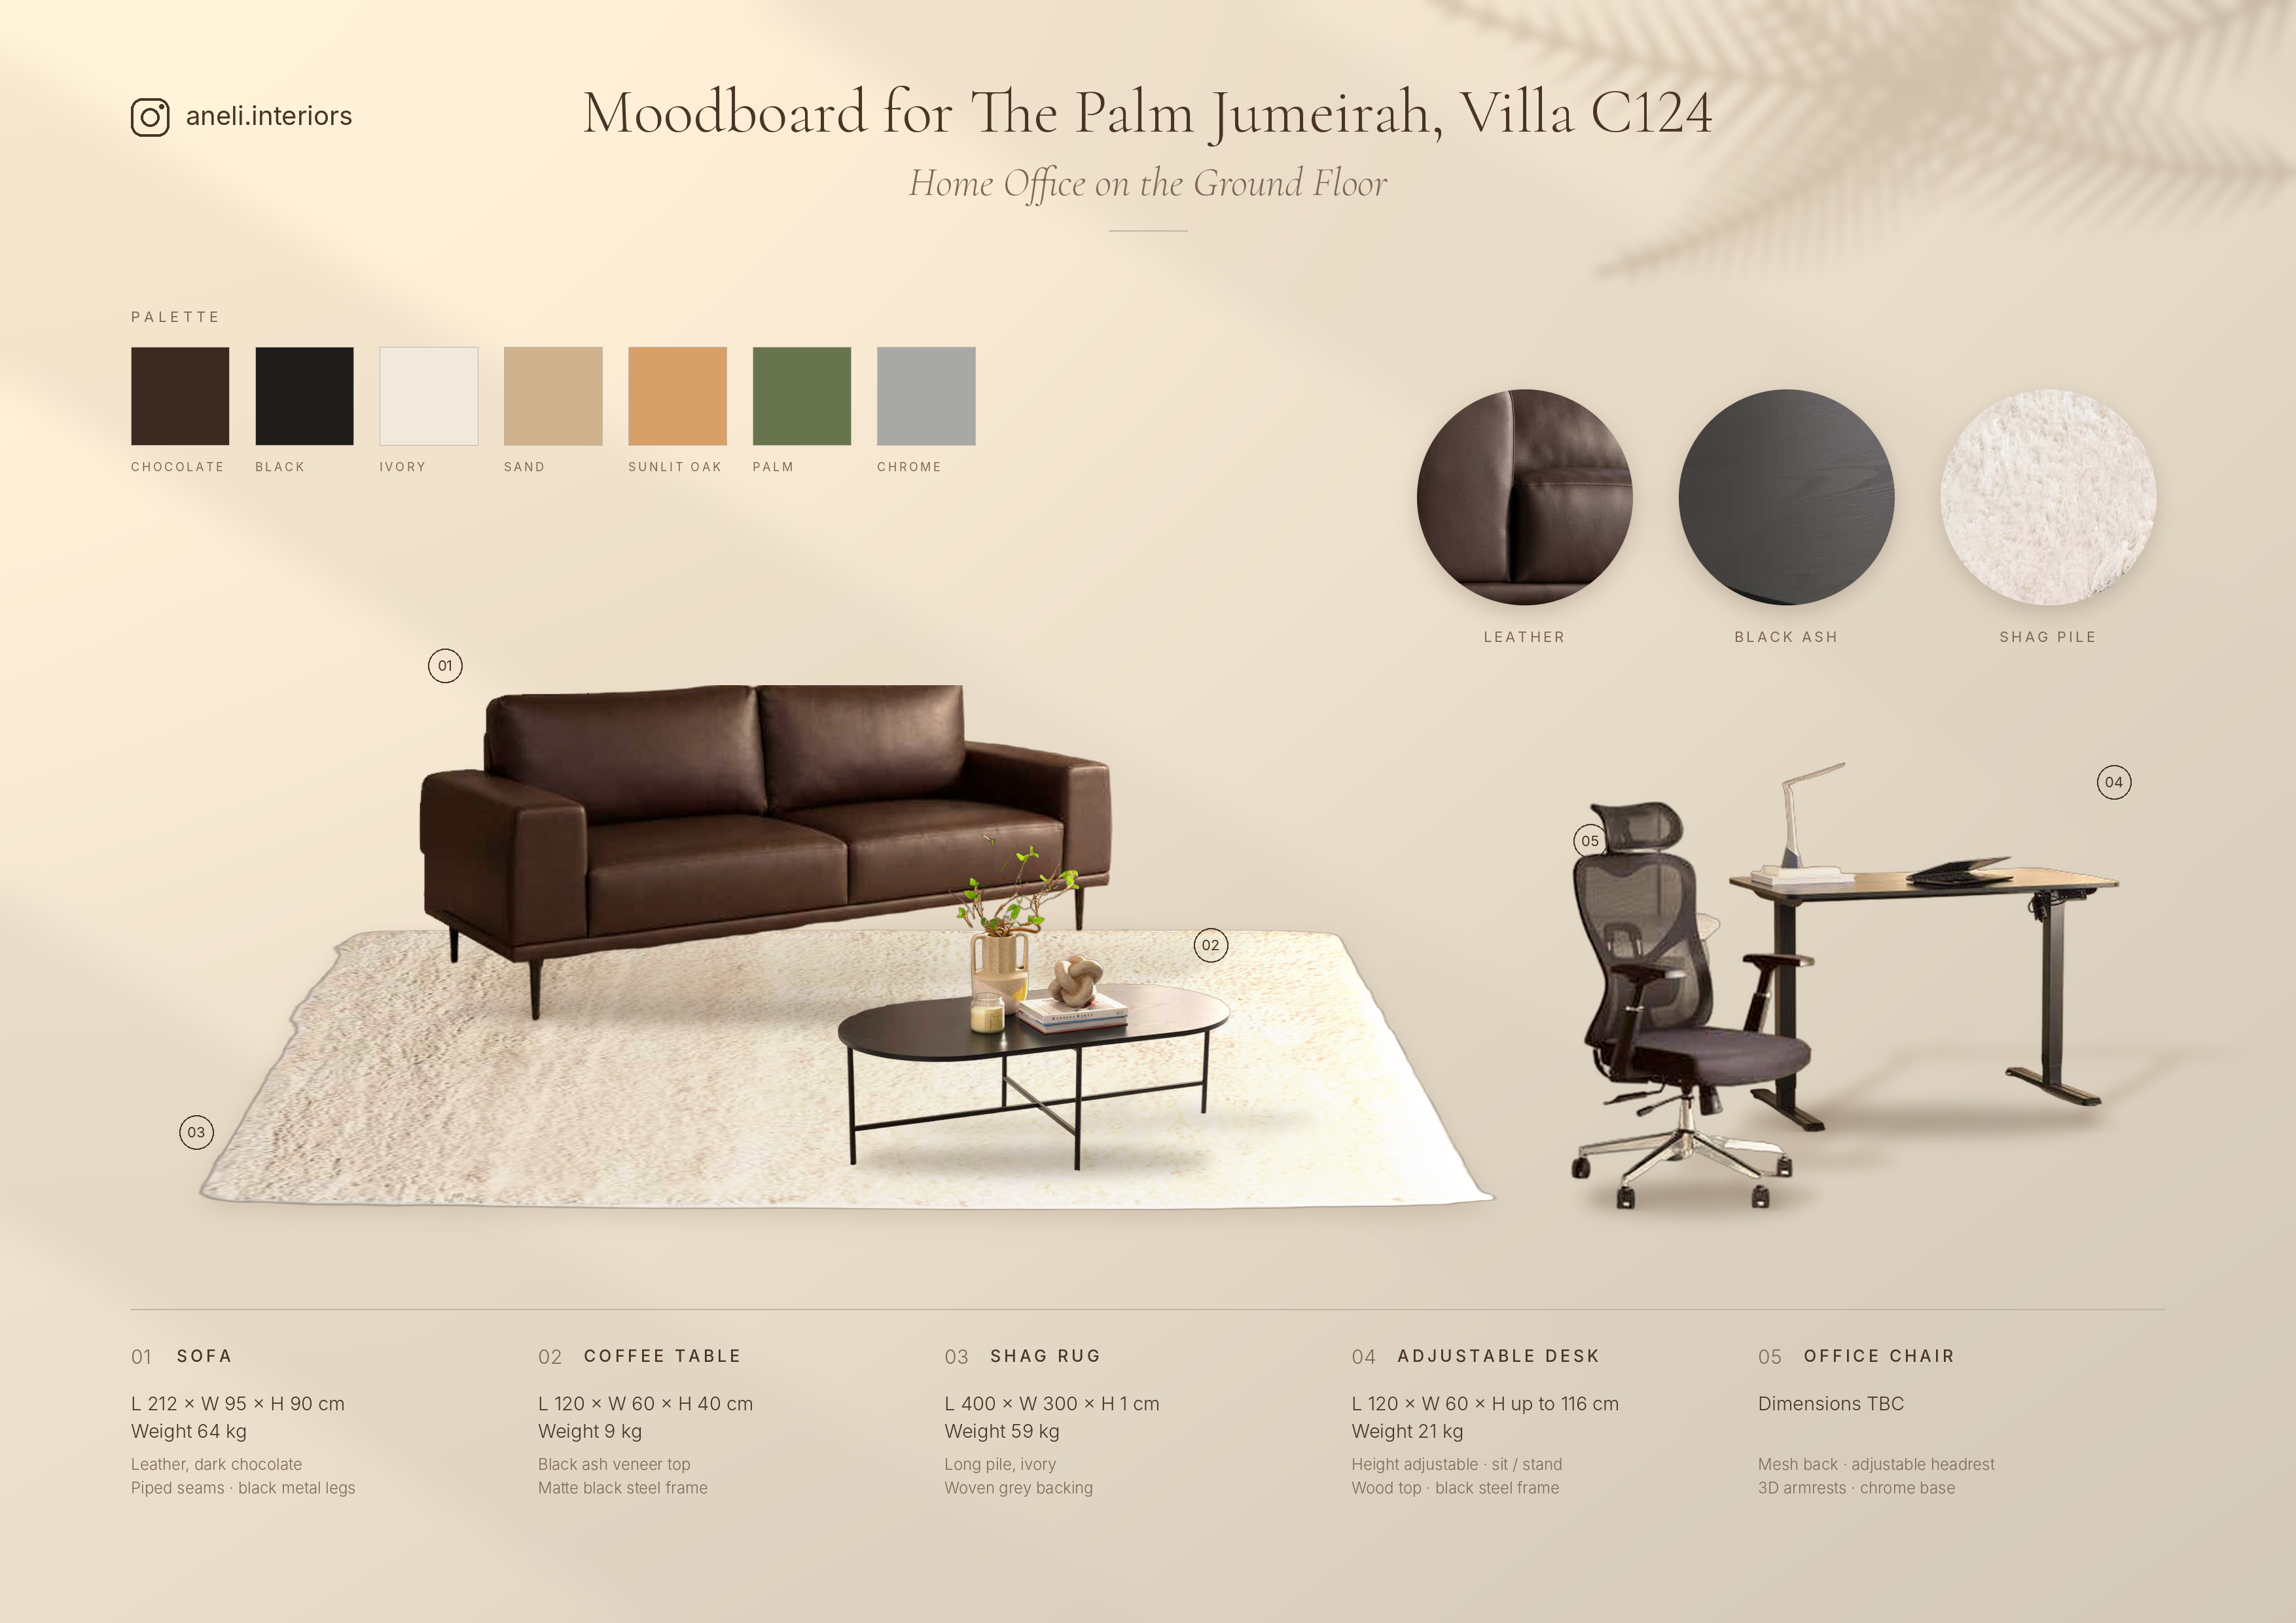 aneli.interiors
Moodboard for The Palm Jumeirah, Villa C124
Home Office on the Ground Floor
PALETTE
CHOCOLATE
BLACK
IVORY
SAND
SUNLIT OAK
PALM
CHROME
LEATHER
BLACK ASH
SHAG PILE
01
02
03
04
05
01 SOFA
L 212 × W 95 × H 90 cm
Weight 64 kg
Leather, dark chocolate
Piped seams · black metal legs
02 COFFEE TABLE
L 120 × W 60 × H 40 cm
Weight 9 kg
Black ash veneer top
Matte black steel frame
03 SHAG RUG
L 400 × W 300 × H 1 cm
Weight 59 kg
Long pile, ivory
Woven grey backing
04 ADJUSTABLE DESK
L 120 × W 60 × H up to 116 cm
Weight 21 kg
Height adjustable · sit / stand
Wood top · black steel frame
05 OFFICE CHAIR
Dimensions TBC
Mesh back · adjustable headrest
3D armrests · chrome base